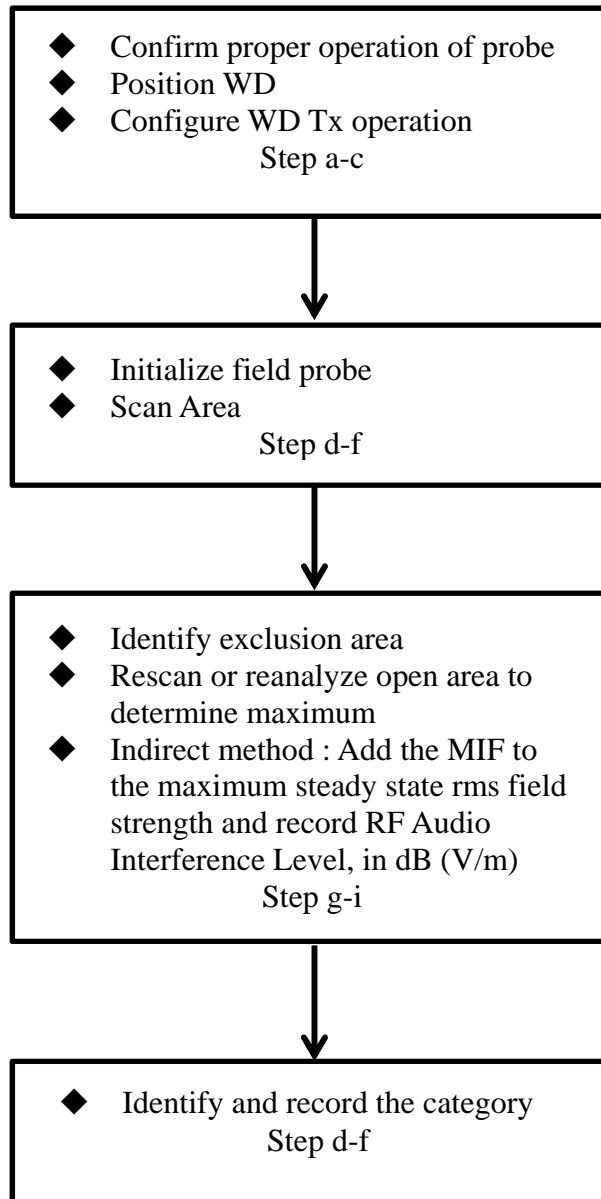 ◆ Confirm proper operation of probe
◆ Position WD
◆ Configure WD Tx operation
Step a-c
◆ Initialize field probe
◆ Scan Area
Step d-f
◆ Identify exclusion area
◆ Rescan or reanalyze open area to
determine maximum
◆ Indirect method : Add the MIF to
the maximum steady state rms field
strength and record RF Audio
Interference Level, in dB (V/m)
Step g-i
◆ Identify and record the category
Step d-f